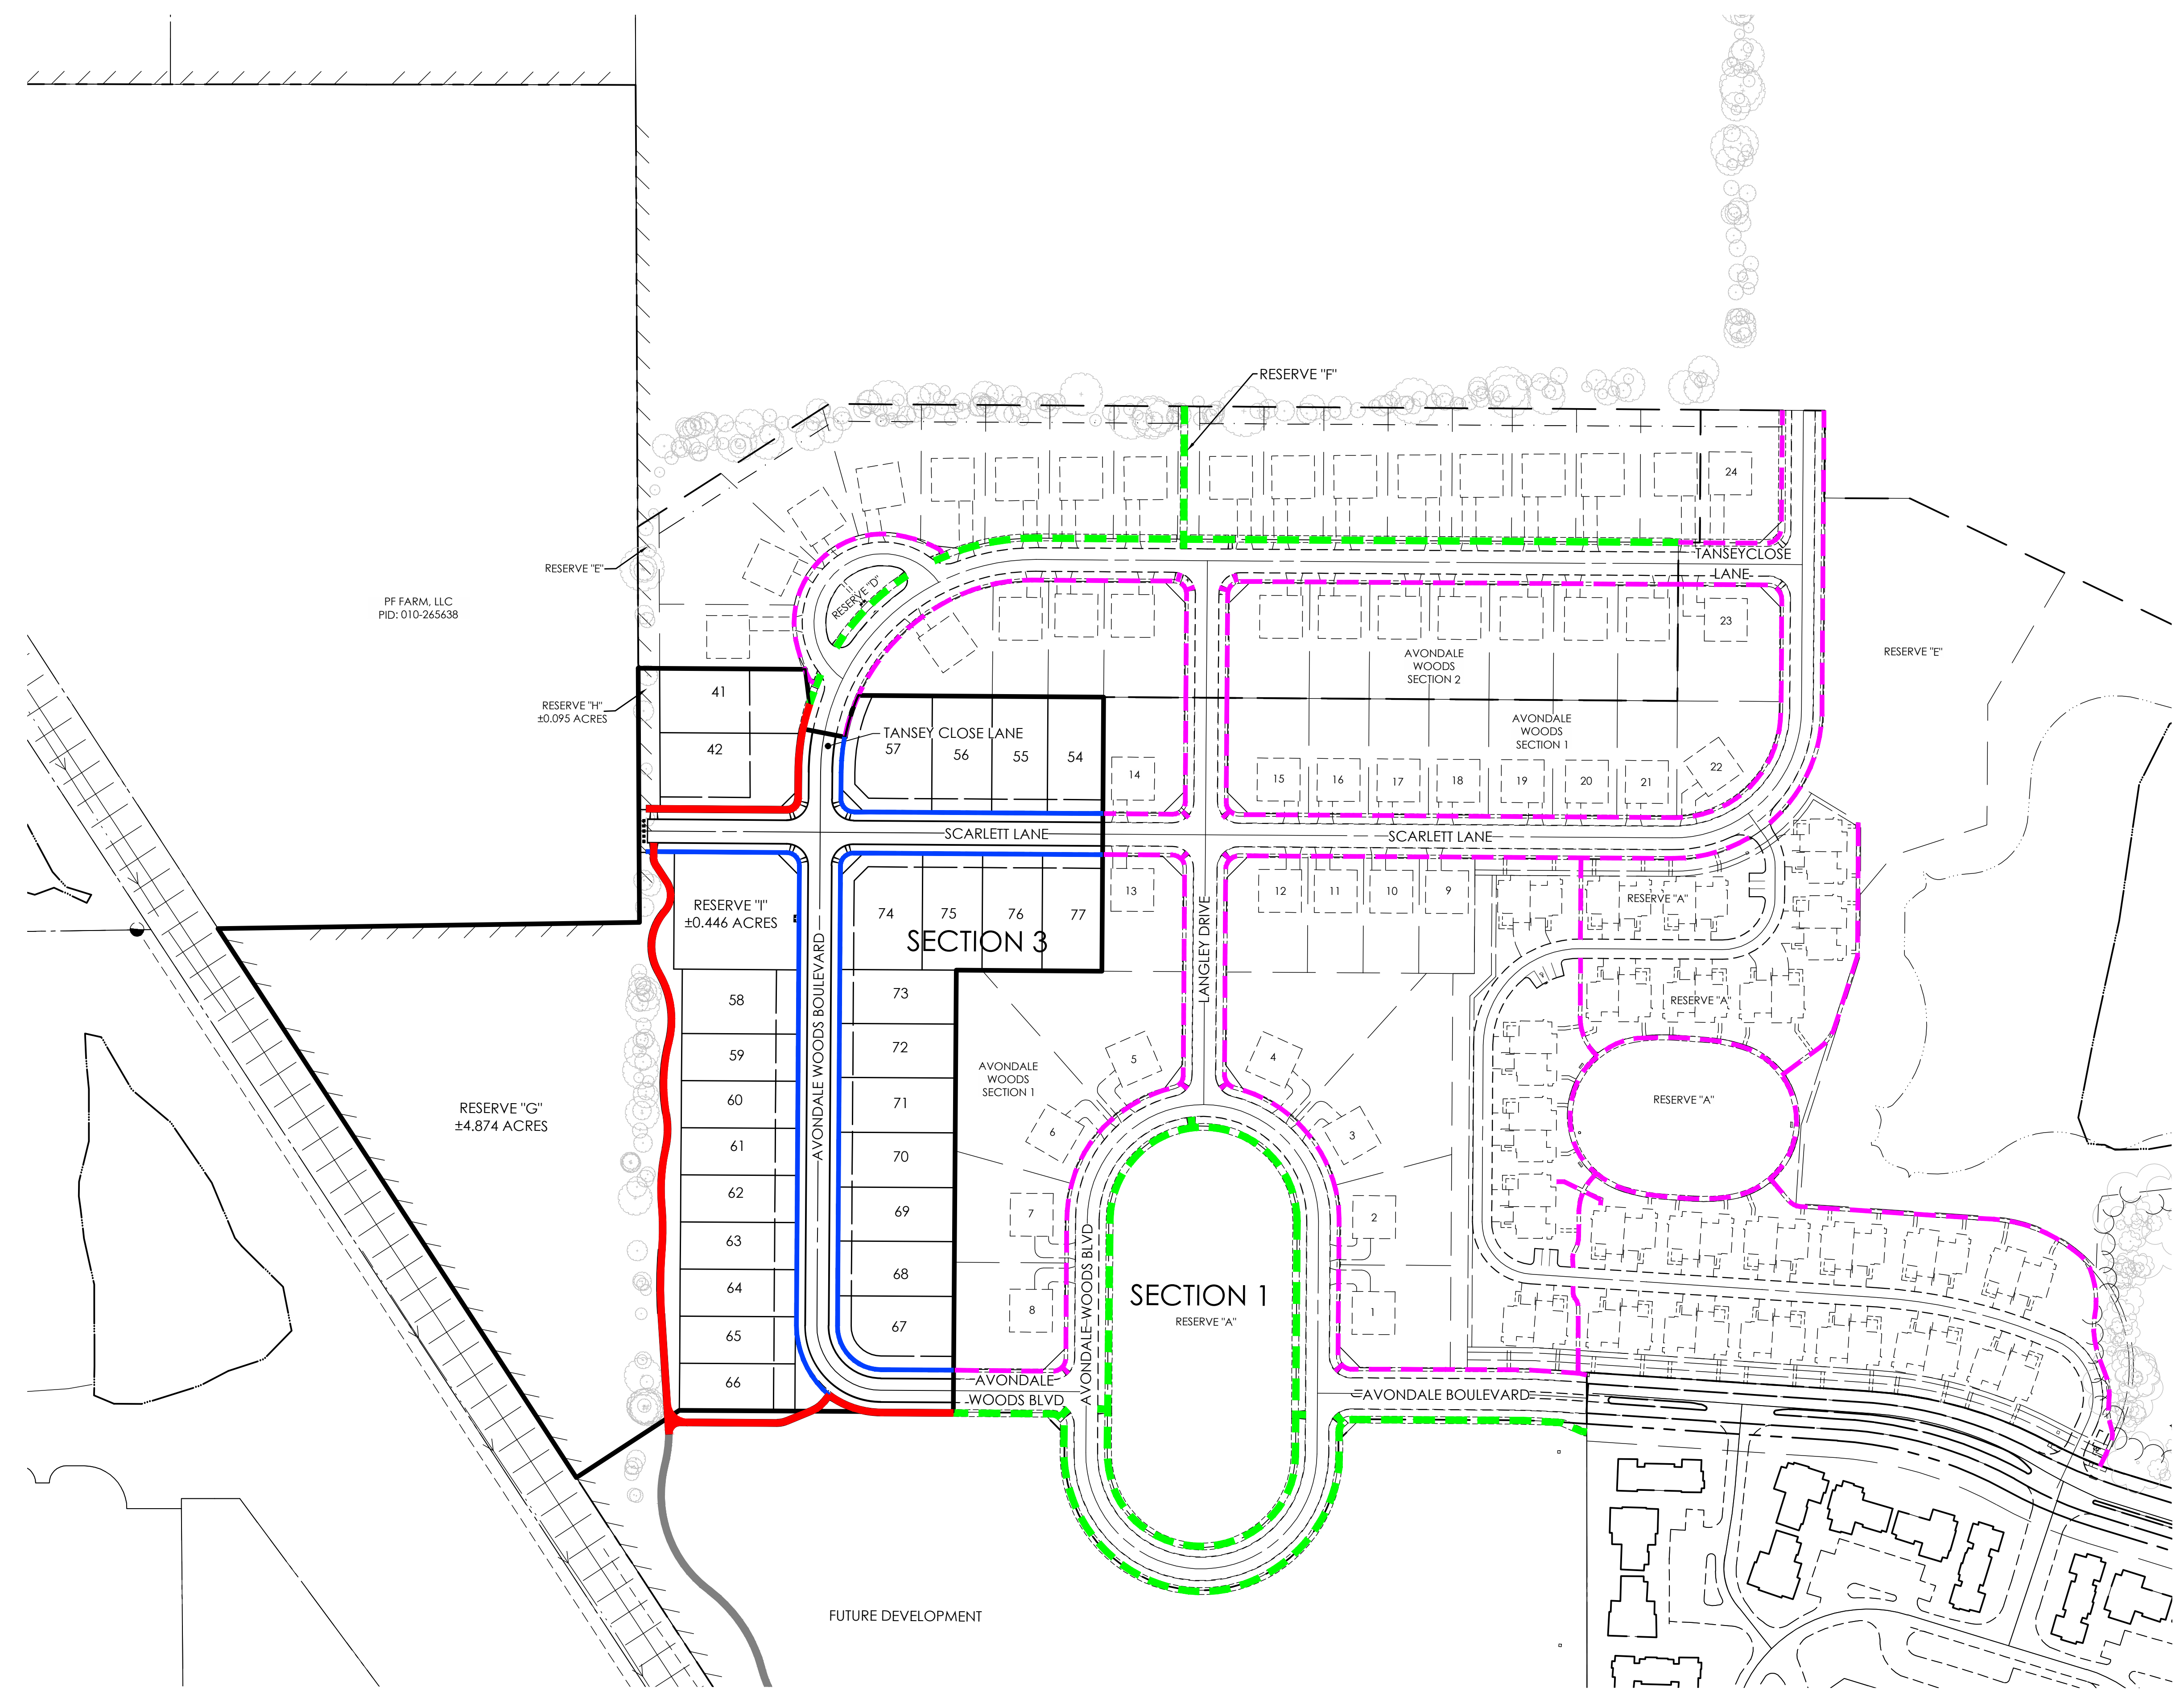 RESERVE "F"
24
TANSEYCLOSE
LANE
RESERVE "E"
RESERVE "D"
PF FARM, LLC
PID: 010-265638
23
AVONDALE
WOODS
SECTION 2
RESERVE "E"
41
RESERVE "H"
±0.095 ACRES
42
TANSEY CLOSE LANE
57
56
55
54
AVONDALE
WOODS
SECTION 1
14
15
16
17
18
19
20
21
22
SCARLETT LANE
SCARLETT LANE
RESERVE "I"
±0.446 ACRES
74
75
76
77
13
12
11
10
9
RESERVE "A"
SECTION 3
AVONDALE WOODS BOULEVARD
LANGLEY DRIVE
58
73
RESERVE "A"
59
72
5
4
AVONDALE
WOODS
SECTION 1
60
71
RESERVE "A"
RESERVE "G"
±4.874 ACRES
6
3
61
70
62
69
7
2
63
AVONDALE WOODS BLVD
68
64
SECTION 1
RESERVE "A"
8
1
65
67
66
AVONDALE
WOODS BLVD
AVONDALE BOULEVARD
FUTURE DEVELOPMENT